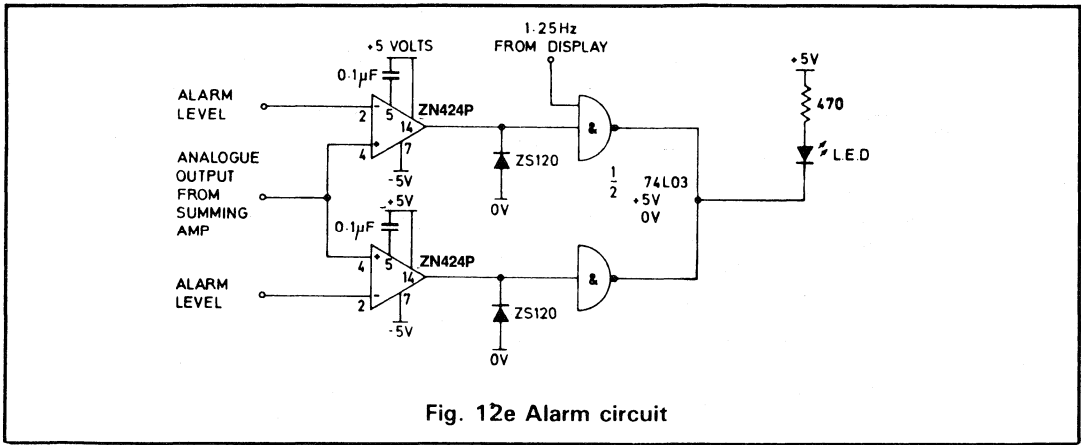 1.25Hz
FROM DISPLAY
+5 VOLTS
0.1µF
+5V
ALARM
LEVEL
ZN424P
470
-
2
5
14
&
+
4
7
ZS120
L.E.D
ANALOGUE
OUTPUT
FROM
SUMMING
AMP
-5V
1
2
74L03
+5V
0V
0V
+5V
0.1µF
ZN424P
+
4
5
14
&
ALARM
LEVEL
-
2
7
ZS120
-5V
0V
Fig. 12e Alarm circuit